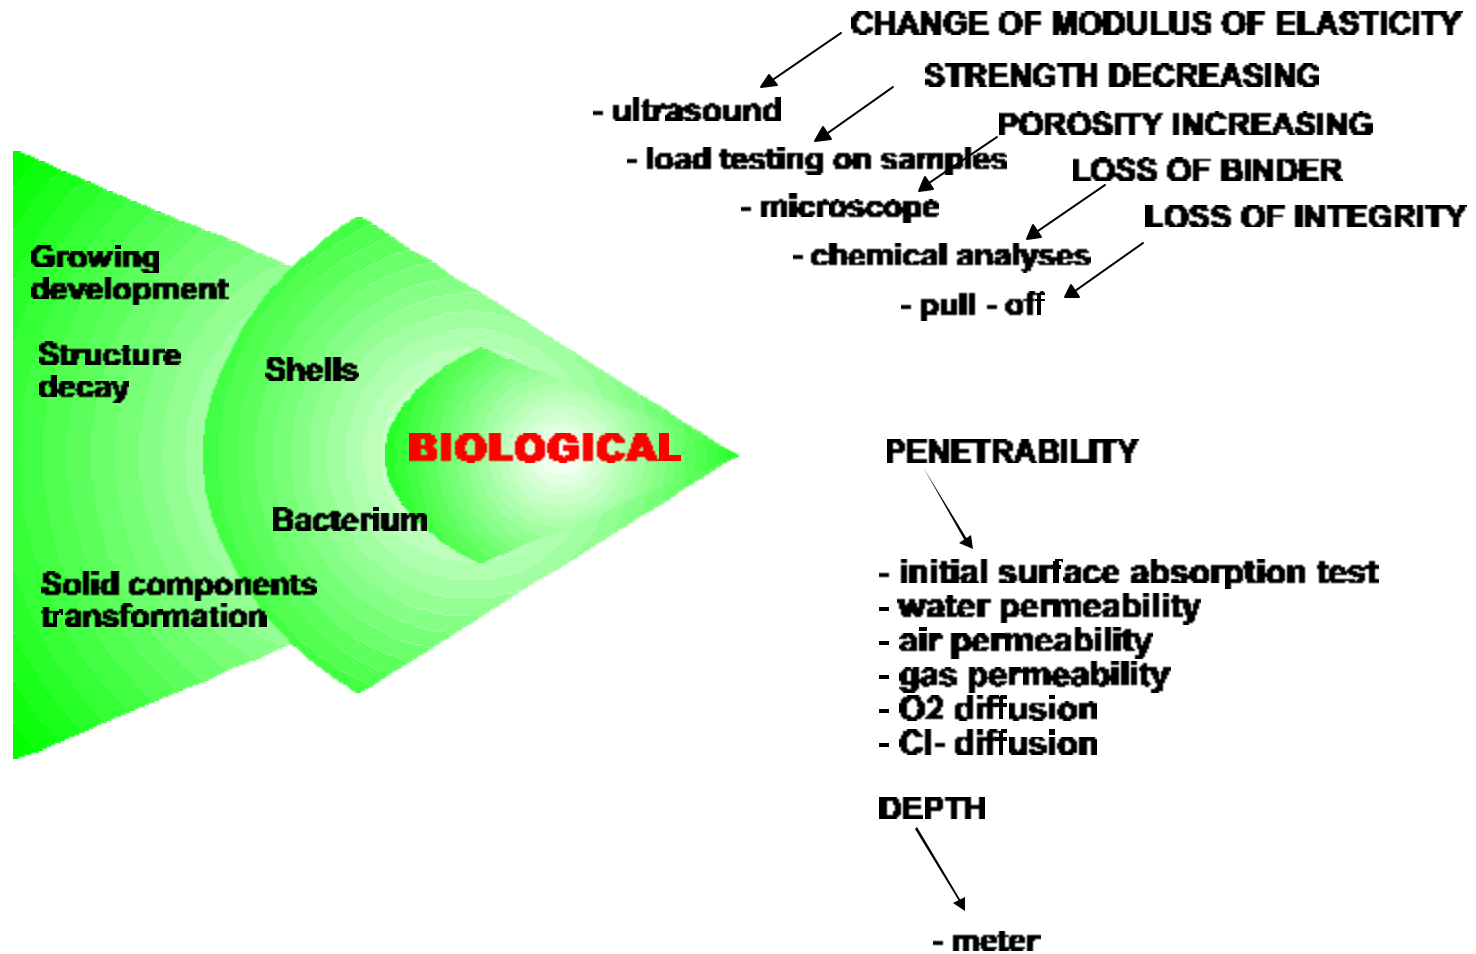 CHANGE OF MODULUS OF ELASTICITY
- ultrasound
STRENGTH DECREASING
- load testing on samples
POROSITY INCREASING
- microscope
LOSS OF BINDER
- chemical analyses
LOSS OF INTEGRITY
- pull - off
Growing
development
Structure
decay
Shells
BIOLOGICAL
Bacterium
Solid components
transformation
PENETRABILITY
- initial surface absorption test
- water permeability
- air permeability
- gas permeability
- O2 diffusion
- Cl- diffusion
DEPTH
- meter